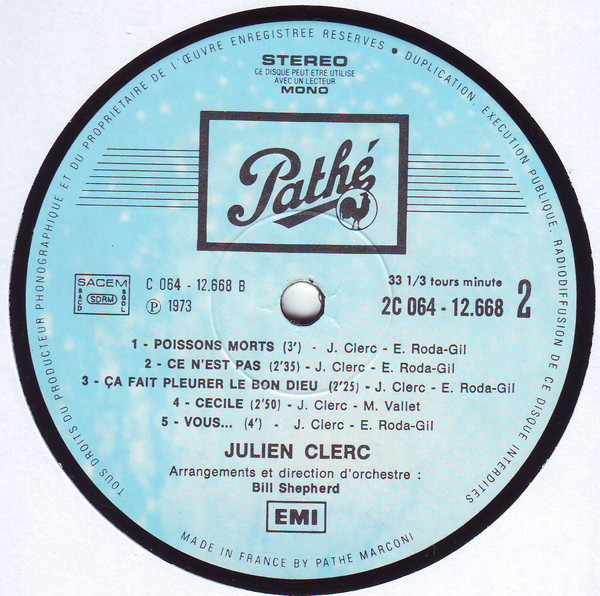 TOUS DROITS DU PRODUCTEUR PHONOGRAPHIQUE ET DU PROPRIETAIRE DE L'ŒUVRE ENREGISTREE RESERVES • DUPLICATION, EXECUTION PUBLIQUE, RADIODIFFUSION DE CE DISQUE INTERDITES
STEREO
CE DISQUE PEUT ETRE UTILISE
AVEC UN LECTEUR
MONO
Pathé
SACEM
SACD
SDRM
SGDL
C 064 - 12.668 B
Ⓟ 1973
33 1/3 tours minute
2C 064 - 12.668
2
1 - POISSONS MORTS (3') - J. Clerc - E. Roda-Gil
2 - CE N'EST PAS (2'35) - J. Clerc - E. Roda-Gil
3 - ÇA FAIT PLEURER LE BON DIEU (2'25) - J. Clerc - E. Roda-Gil
4 - CECILE (2'50) - J. Clerc - M. Vallet
5 - VOUS... (4') - J. Clerc - E. Roda-Gil
JULIEN CLERC
Arrangements et direction d'orchestre :
Bill Shepherd
EMI
MADE IN FRANCE BY PATHE MARCONI